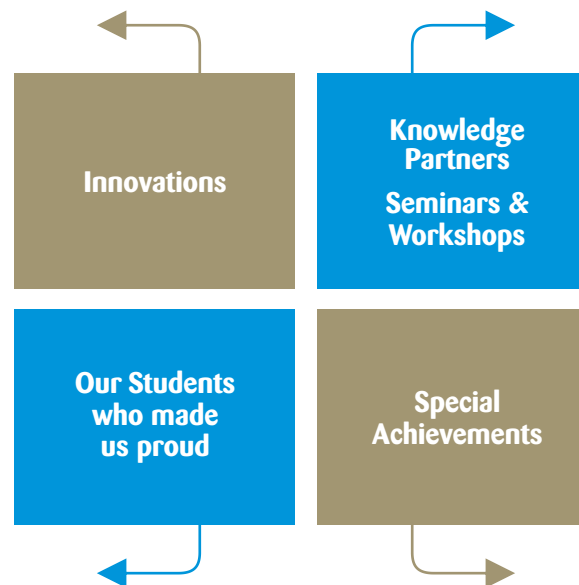 Innovations
Knowledge
Partners
Seminars &
Workshops
Our Students
who made
us proud
Special
Achievements